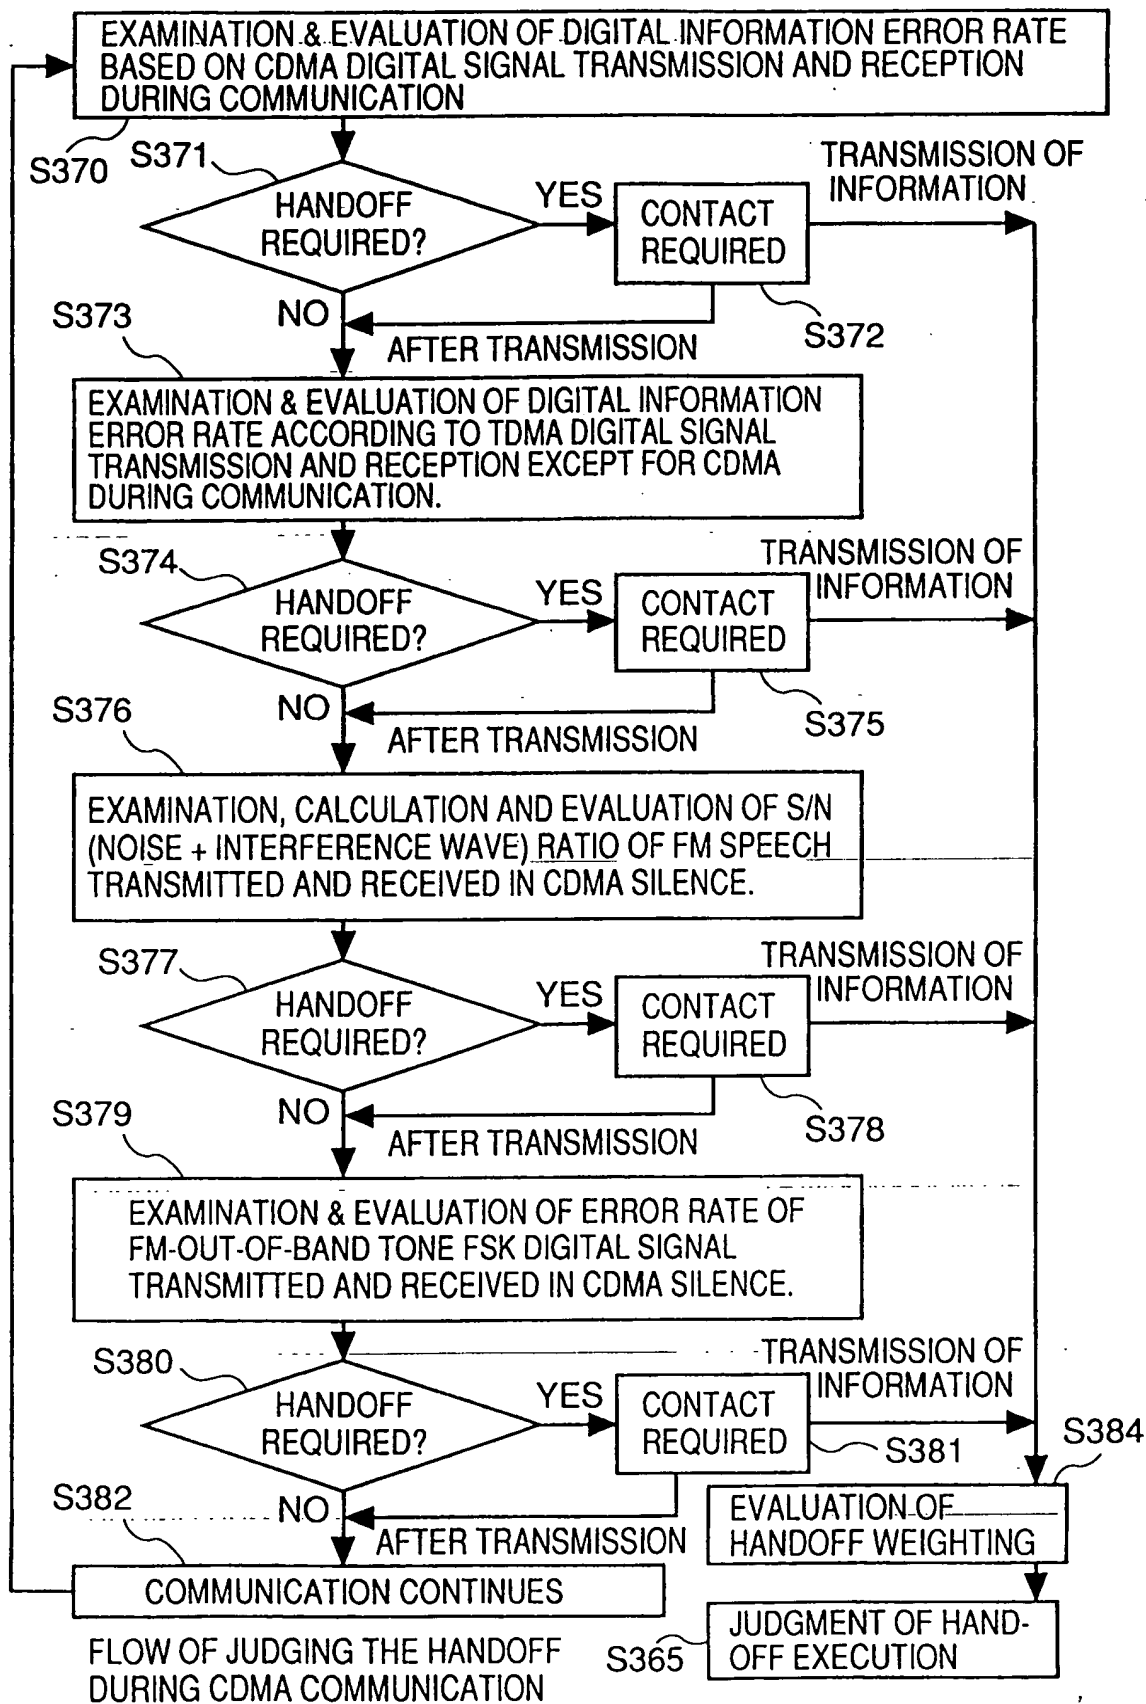 EXAMINATION & EVALUATION OF DIGITAL INFORMATION ERROR RATE
BASED ON CDMA DIGITAL SIGNAL TRANSMISSION AND RECEPTION
DURING COMMUNICATION
S370
S371
HANDOFF
REQUIRED?
YES
CONTACT
REQUIRED
TRANSMISSION OF
INFORMATION
S372
NO
AFTER TRANSMISSION
S373
EXAMINATION & EVALUATION OF DIGITAL INFORMATION
ERROR RATE ACCORDING TO TDMA DIGITAL SIGNAL
TRANSMISSION AND RECEPTION EXCEPT FOR CDMA
DURING COMMUNICATION.
S374
HANDOFF
REQUIRED?
YES
CONTACT
REQUIRED
TRANSMISSION OF
INFORMATION
S375
NO
AFTER TRANSMISSION
S376
EXAMINATION, CALCULATION AND EVALUATION OF S/N
(NOISE + INTERFERENCE WAVE) RATIO OF FM SPEECH
TRANSMITTED AND RECEIVED IN CDMA SILENCE.
S377
HANDOFF
REQUIRED?
YES
CONTACT
REQUIRED
TRANSMISSION OF
INFORMATION
S378
NO
AFTER TRANSMISSION
S379
EXAMINATION & EVALUATION OF ERROR RATE OF
FM-OUT-OF-BAND TONE FSK DIGITAL SIGNAL
TRANSMITTED AND RECEIVED IN CDMA SILENCE.
S380
HANDOFF
REQUIRED?
YES
CONTACT
REQUIRED
TRANSMISSION OF
INFORMATION
S381
S384
NO
AFTER TRANSMISSION
S382
EVALUATION OF
HANDOFF WEIGHTING
COMMUNICATION CONTINUES
S365
JUDGMENT OF HAND-
OFF EXECUTION
FLOW OF JUDGING THE HANDOFF
DURING CDMA COMMUNICATION